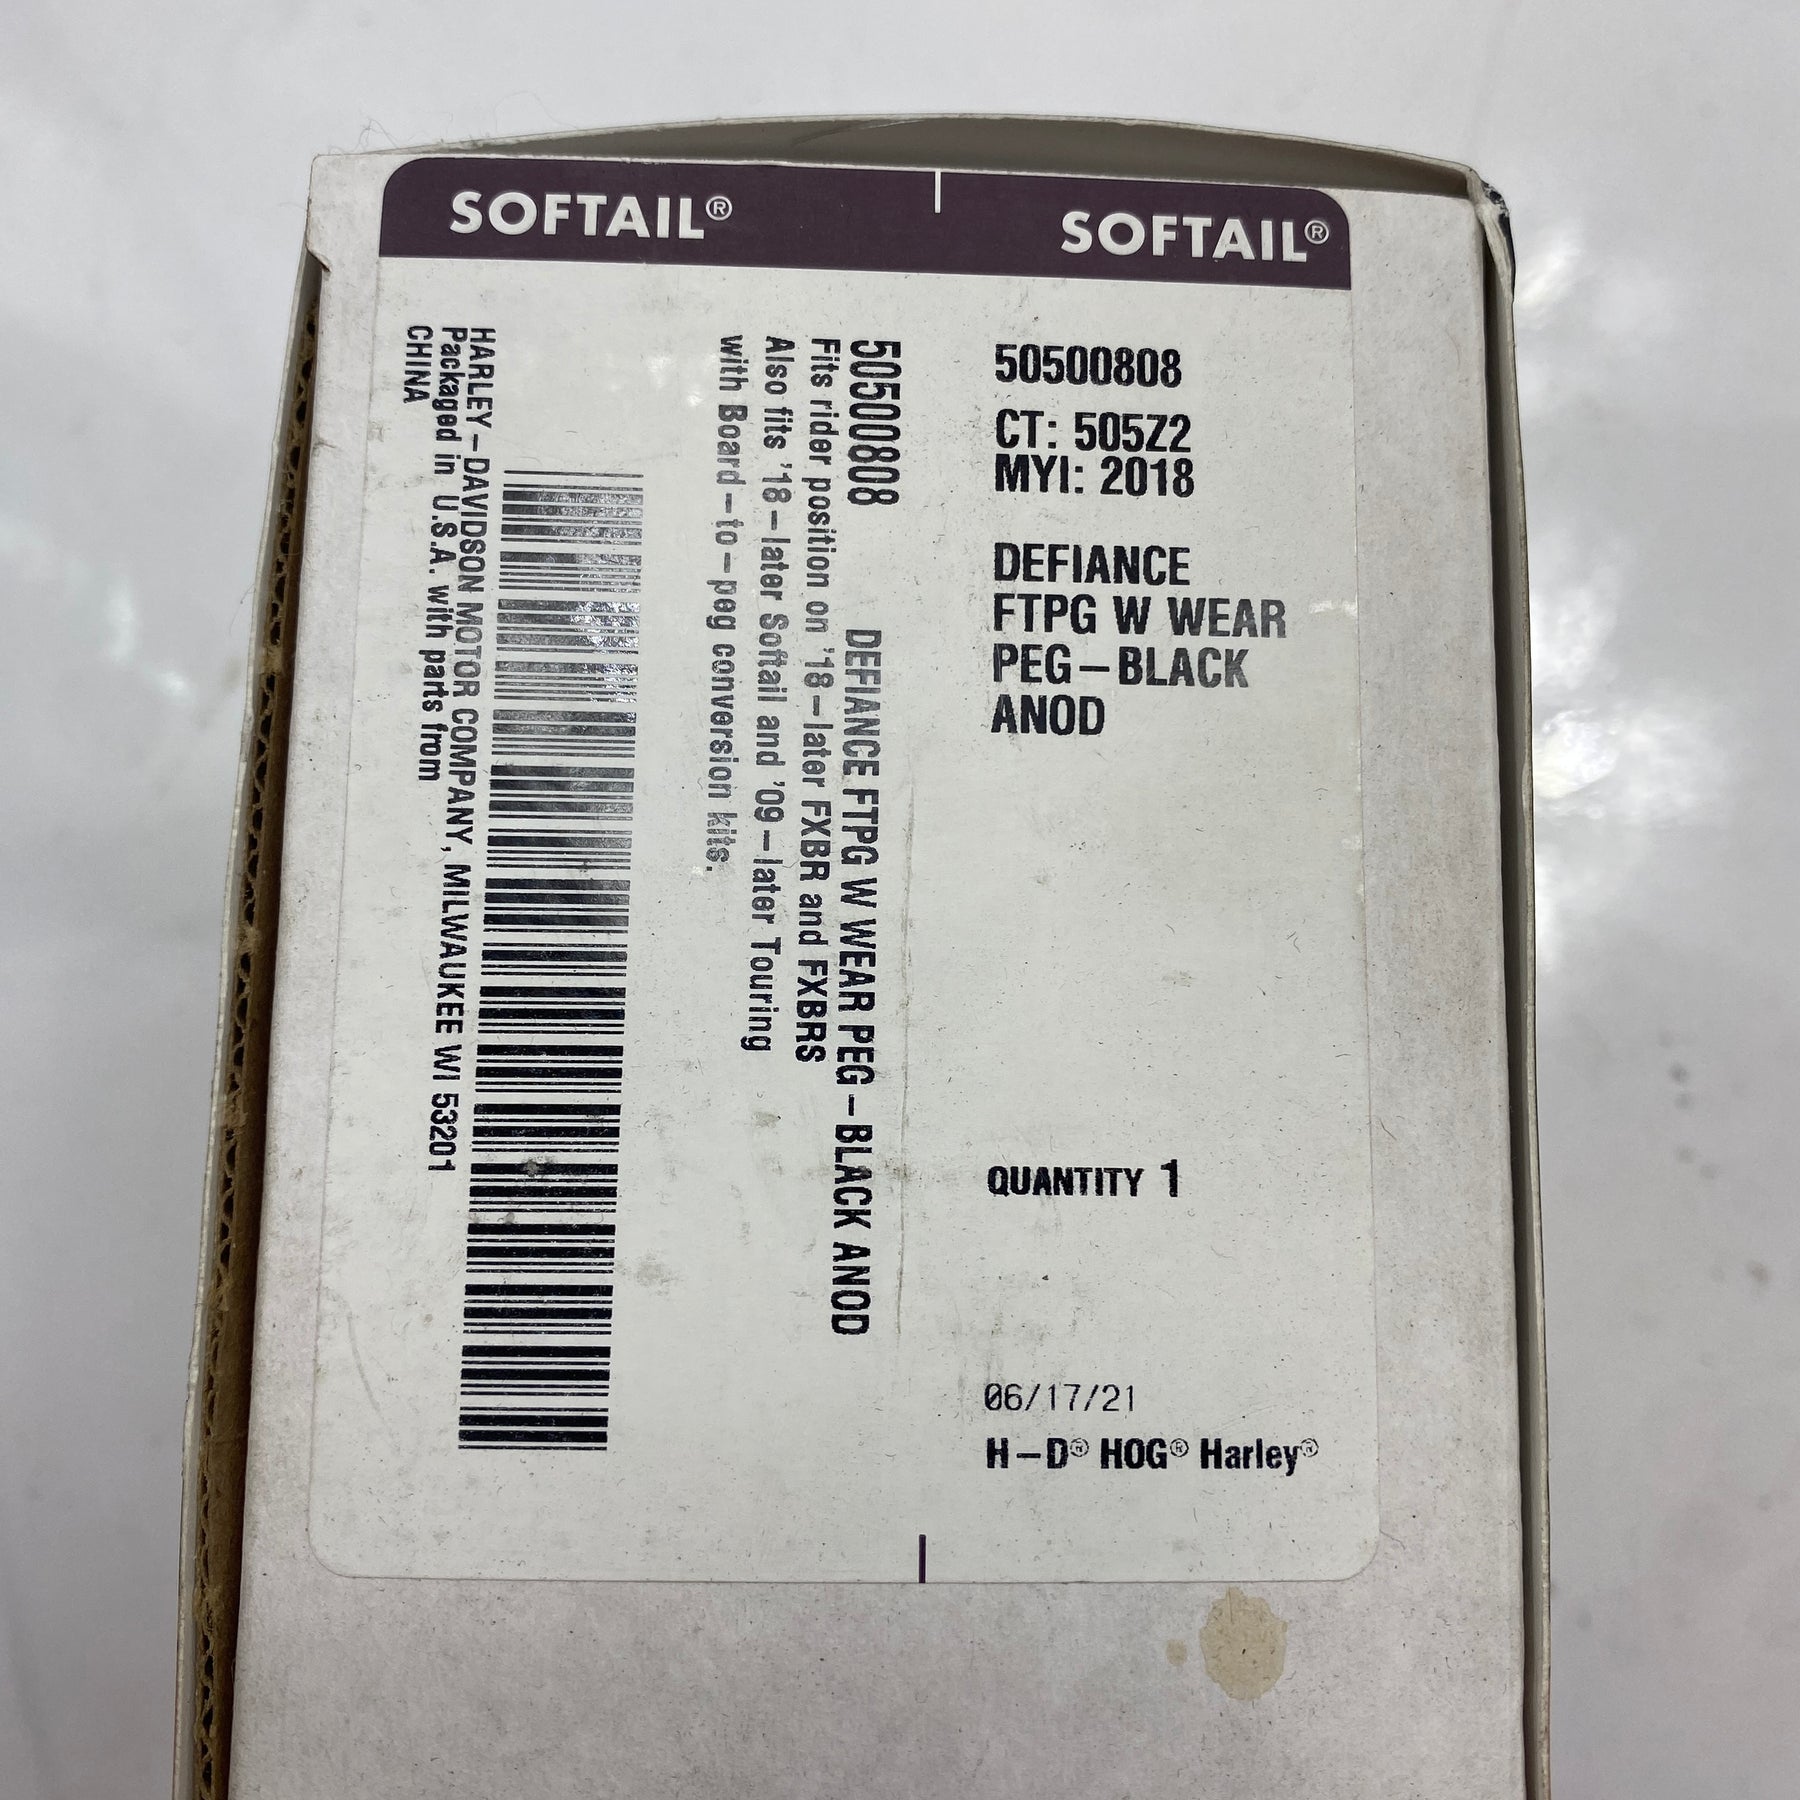 SOFTAIL®
SOFTAIL®
50500808
CT: 505Z2
MYI: 2018
DEFIANCE
FTPG W WEAR
PEG-BLACK
ANOD
QUANTITY 1
06/17/21
H-D® HOG® Harley®
50500808 DEFIANCE FTPG W WEAR PEG-BLACK ANOD
Fits rider position on '18-later FXBR and FXBRS
Also fits '18-later Softail and '09-later Touring
with Board-to-peg conversion kits.
HARLEY-DAVIDSON MOTOR COMPANY, MILWAUKEE WI 53201
Packaged in U.S.A. with parts from
CHINA